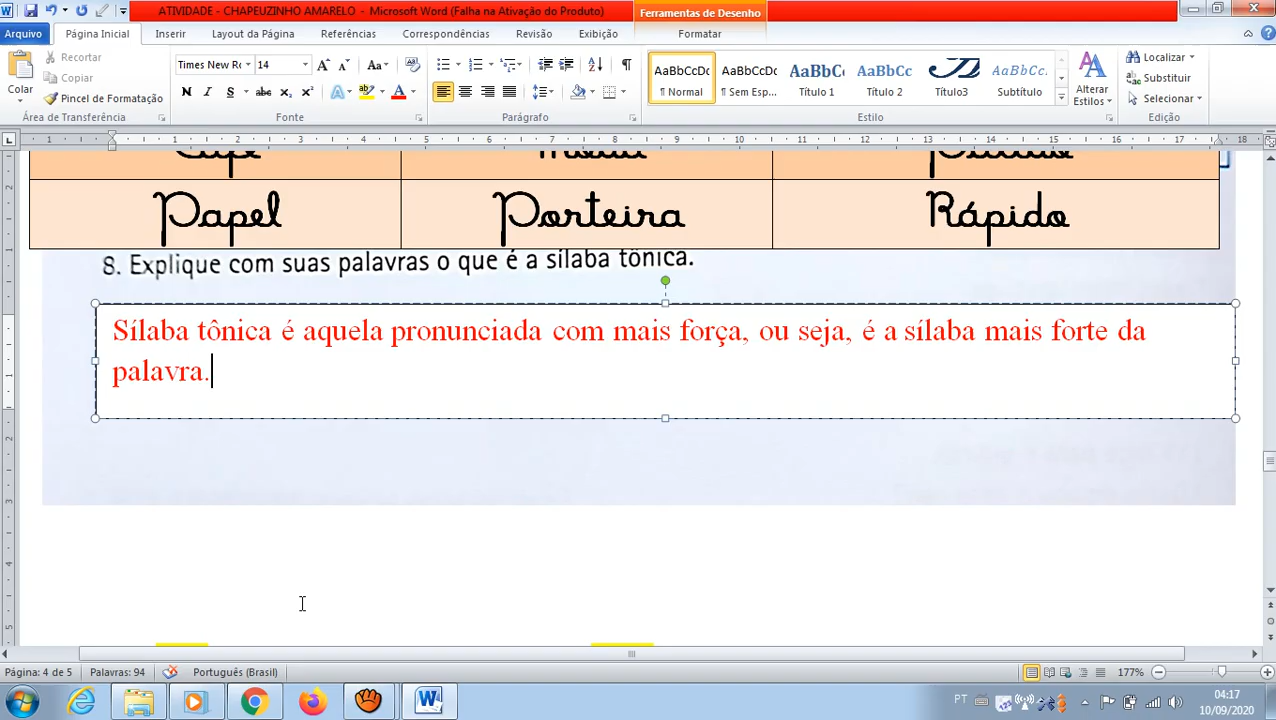 ATIVIDADE - CHAPEUZINHO AMARELO - Microsoft Word (Falha na Ativação do Produto)
Ferramentas de Desenho
Arquivo Página Inicial Inserir Layout da Página Referências Correspondências Revisão Exibição Formatar
Colar
Recortar
Copiar
Pincel de Formatação
Área de Transferência
Times New Ro 14
Fonte
Parágrafo
AaBbCcDc AaBbCcDc AaBbC AaBbCc AaBbCcDc
¶ Normal ¶ Sem Esp... Título 1 Título 2 Título3 Subtítulo
Alterar Estilos
Estilo
Localizar
Substituir
Selecionar
Edição
Papel Porteira Rápido
8. Explique com suas palavras o que é a sílaba tônica.
Sílaba tônica é aquela pronunciada com mais força, ou seja, é a sílaba mais forte da
palavra.
Página: 4 de 5 Palavras: 94 Português (Brasil) 177%
PT 04:17
10/09/2020